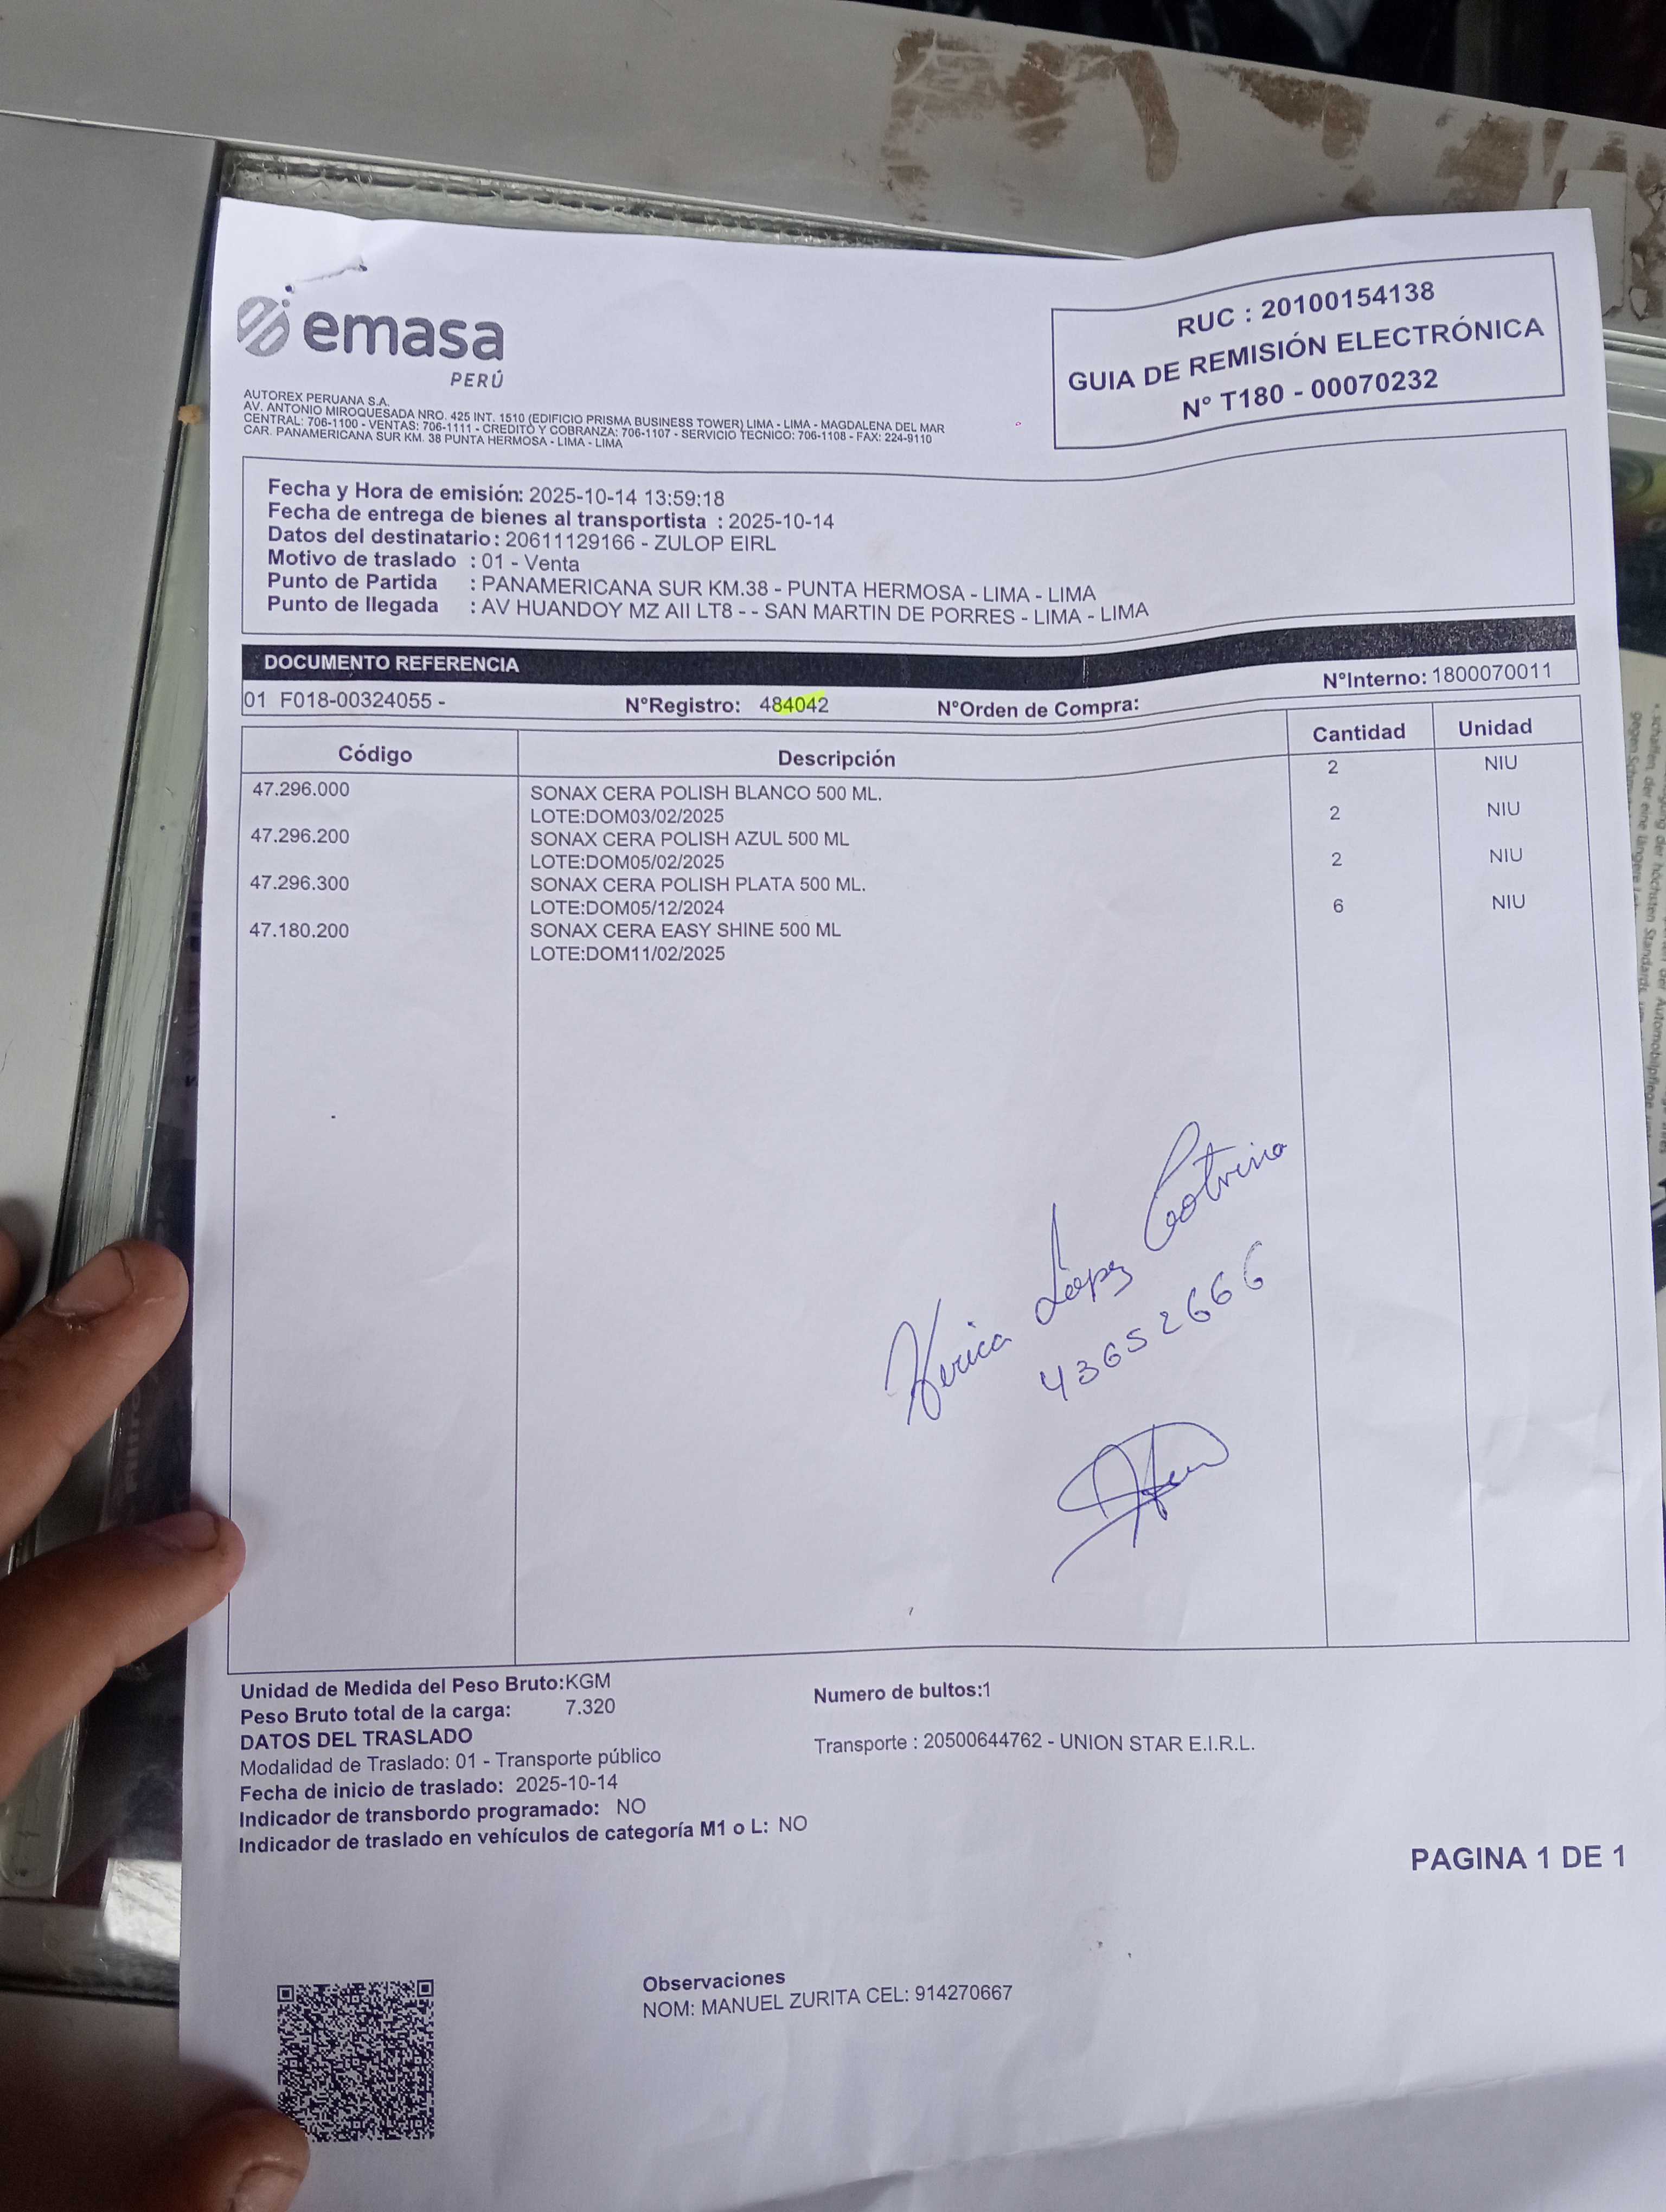 emasa
PERÚ
RUC : 20100154138
GUIA DE REMISIÓN ELECTRÓNICA
N° T180 - 00070232
AUTOREX PERUANA S.A.
AV. ANTONIO MIROQUESADA NRO. 425 INT. 1510 (EDIFICIO PRISMA BUSINESS TOWER) LIMA - LIMA - MAGDALENA DEL MAR
CENTRAL: 706-1100 - VENTAS: 706-1111 - CREDITO Y COBRANZA: 706-1107 - SERVICIO TECNICO: 706-1108 - FAX: 224-9110
CAR. PANAMERICANA SUR KM. 38 PUNTA HERMOSA - LIMA - LIMA
Fecha y Hora de emisión: 2025-10-14 13:59:18
Fecha de entrega de bienes al transportista : 2025-10-14
Datos del destinatario: 20611129166 - ZULOP EIRL
Motivo de traslado : 01 - Venta
Punto de Partida : PANAMERICANA SUR KM.38 - PUNTA HERMOSA - LIMA - LIMA
Punto de llegada : AV HUANDOY MZ AII LT8 - - SAN MARTIN DE PORRES - LIMA - LIMA
DOCUMENTO REFERENCIA
01 F018-00324055 - N°Registro: 484042 N°Orden de Compra: N°Interno: 1800070011
Código Descripción Cantidad Unidad
47.296.000 SONAX CERA POLISH BLANCO 500 ML. 2 NIU
LOTE:DOM03/02/2025
47.296.200 SONAX CERA POLISH AZUL 500 ML 2 NIU
LOTE:DOM05/02/2025
47.296.300 SONAX CERA POLISH PLATA 500 ML. 2 NIU
LOTE:DOM05/12/2024
47.180.200 SONAX CERA EASY SHINE 500 ML 6 NIU
LOTE:DOM11/02/2025
López Cotrina
43652666
Unidad de Medida del Peso Bruto:KGM
Peso Bruto total de la carga: 7.320
Numero de bultos:1
DATOS DEL TRASLADO
Modalidad de Traslado: 01 - Transporte público
Transporte : 20500644762 - UNION STAR E.I.R.L.
Fecha de inicio de traslado: 2025-10-14
Indicador de transbordo programado: NO
Indicador de traslado en vehículos de categoría M1 o L: NO
PAGINA 1 DE 1
Observaciones
NOM: MANUEL ZURITA CEL: 914270667